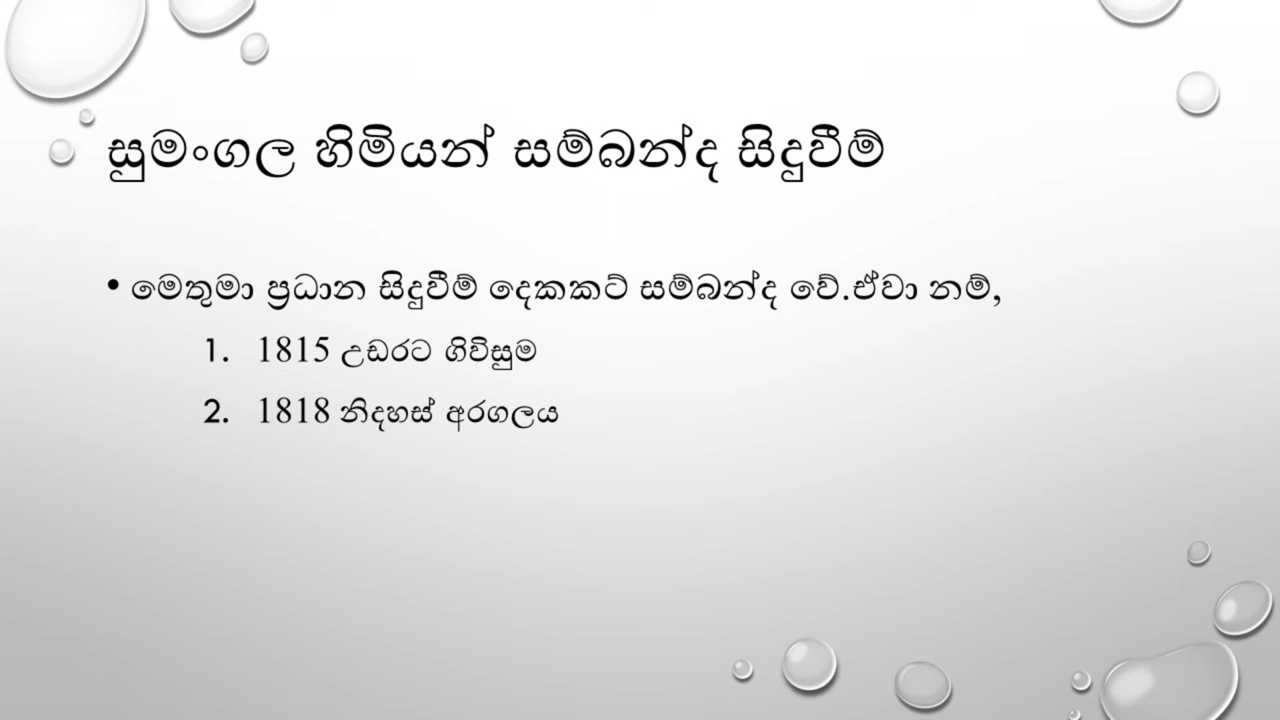 සුමංගල හිමියන් සම්බන්ද සිදුවීම්
• මෙතුමා ප්‍රධාන සිදුවීම් දෙකකට් සම්බන්ද වේ.ඒවා නම්,
1. 1815 උඩරට ගිවිසුම
2. 1818 නිදහස් අරගලය